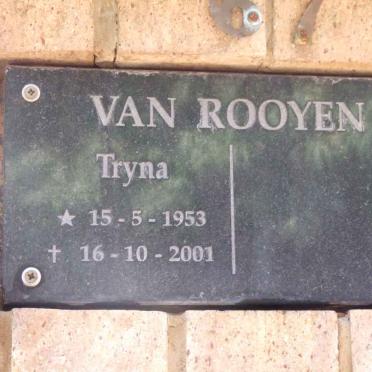 VAN ROOYEN
Tryna
★ 15 - 5 - 1953
✝ 16 - 10 - 2001